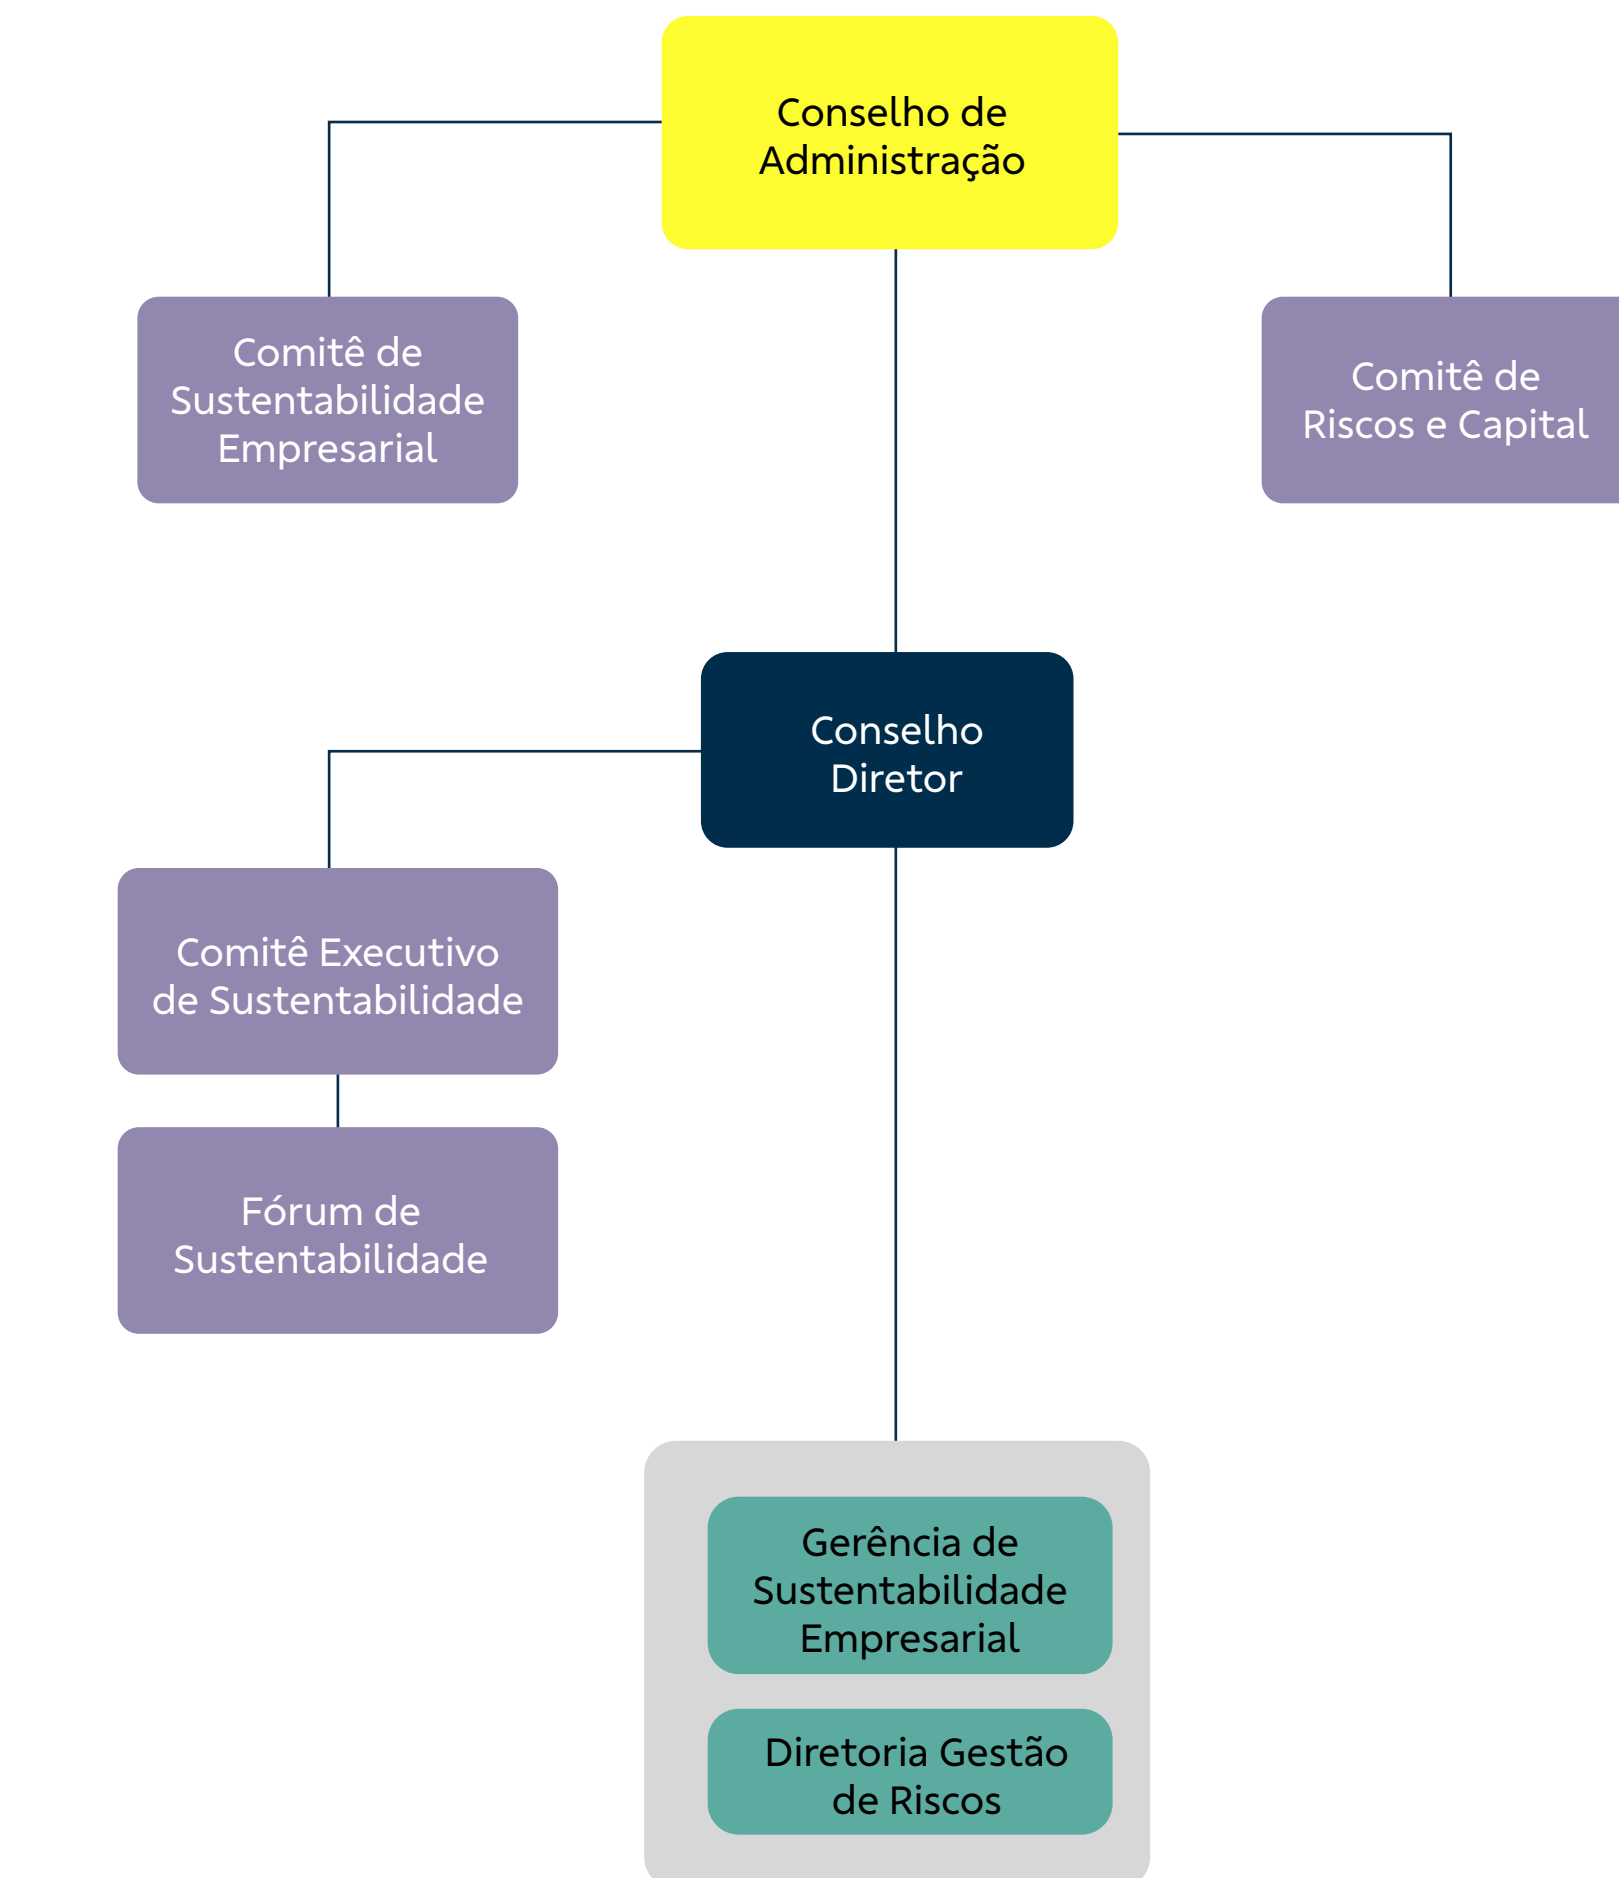 Conselho de
Administração
Comitê de
Sustentabilidade
Empresarial
Comitê de
Riscos e Capital
Conselho
Diretor
Comitê Executivo
de Sustentabilidade
Fórum de
Sustentabilidade
Gerência de
Sustentabilidade
Empresarial
Diretoria Gestão
de Riscos